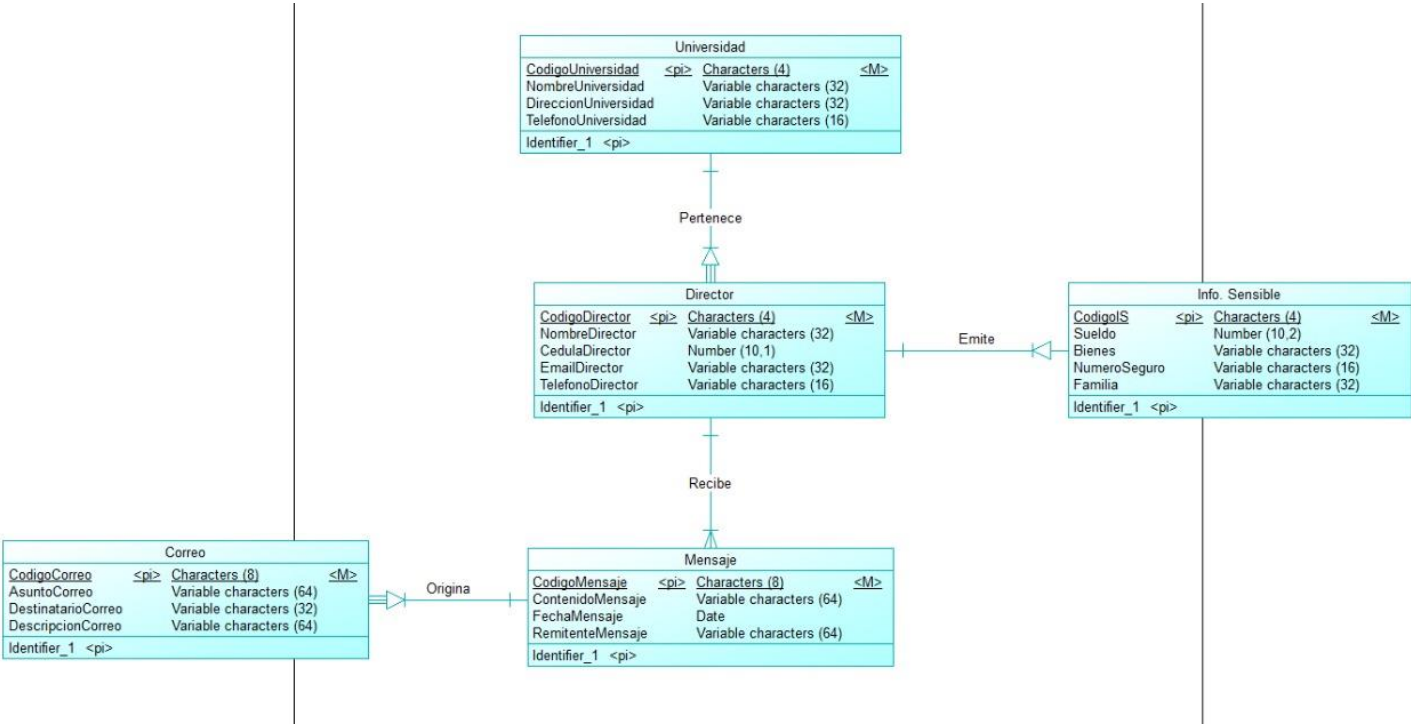 Universidad
CodigoUniversidad <pi> Characters (4) <M>
NombreUniversidad Variable characters (32)
DireccionUniversidad Variable characters (32)
TelefonoUniversidad Variable characters (16)
Identifier_1 <pi>
Pertenece
Director
CodigoDirector <pi> Characters (4) <M>
NombreDirector Variable characters (32)
CedulaDirector Number (10,1)
EmailDirector Variable characters (32)
TelefonoDirector Variable characters (16)
Identifier_1 <pi>
Emite
Info. Sensible
CodigoIS <pi> Characters (4) <M>
Sueldo Number (10,2)
Bienes Variable characters (32)
NumeroSeguro Variable characters (16)
Familia Variable characters (32)
Identifier_1 <pi>
Recibe
Correo
CodigoCorreo <pi> Characters (8) <M>
AsuntoCorreo Variable characters (64)
DestinatarioCorreo Variable characters (32)
DescripcionCorreo Variable characters (64)
Identifier_1 <pi>
Origina
Mensaje
CodigoMensaje <pi> Characters (8) <M>
ContenidoMensaje Variable characters (64)
FechaMensaje Date
RemitenteMensaje Variable characters (64)
Identifier_1 <pi>